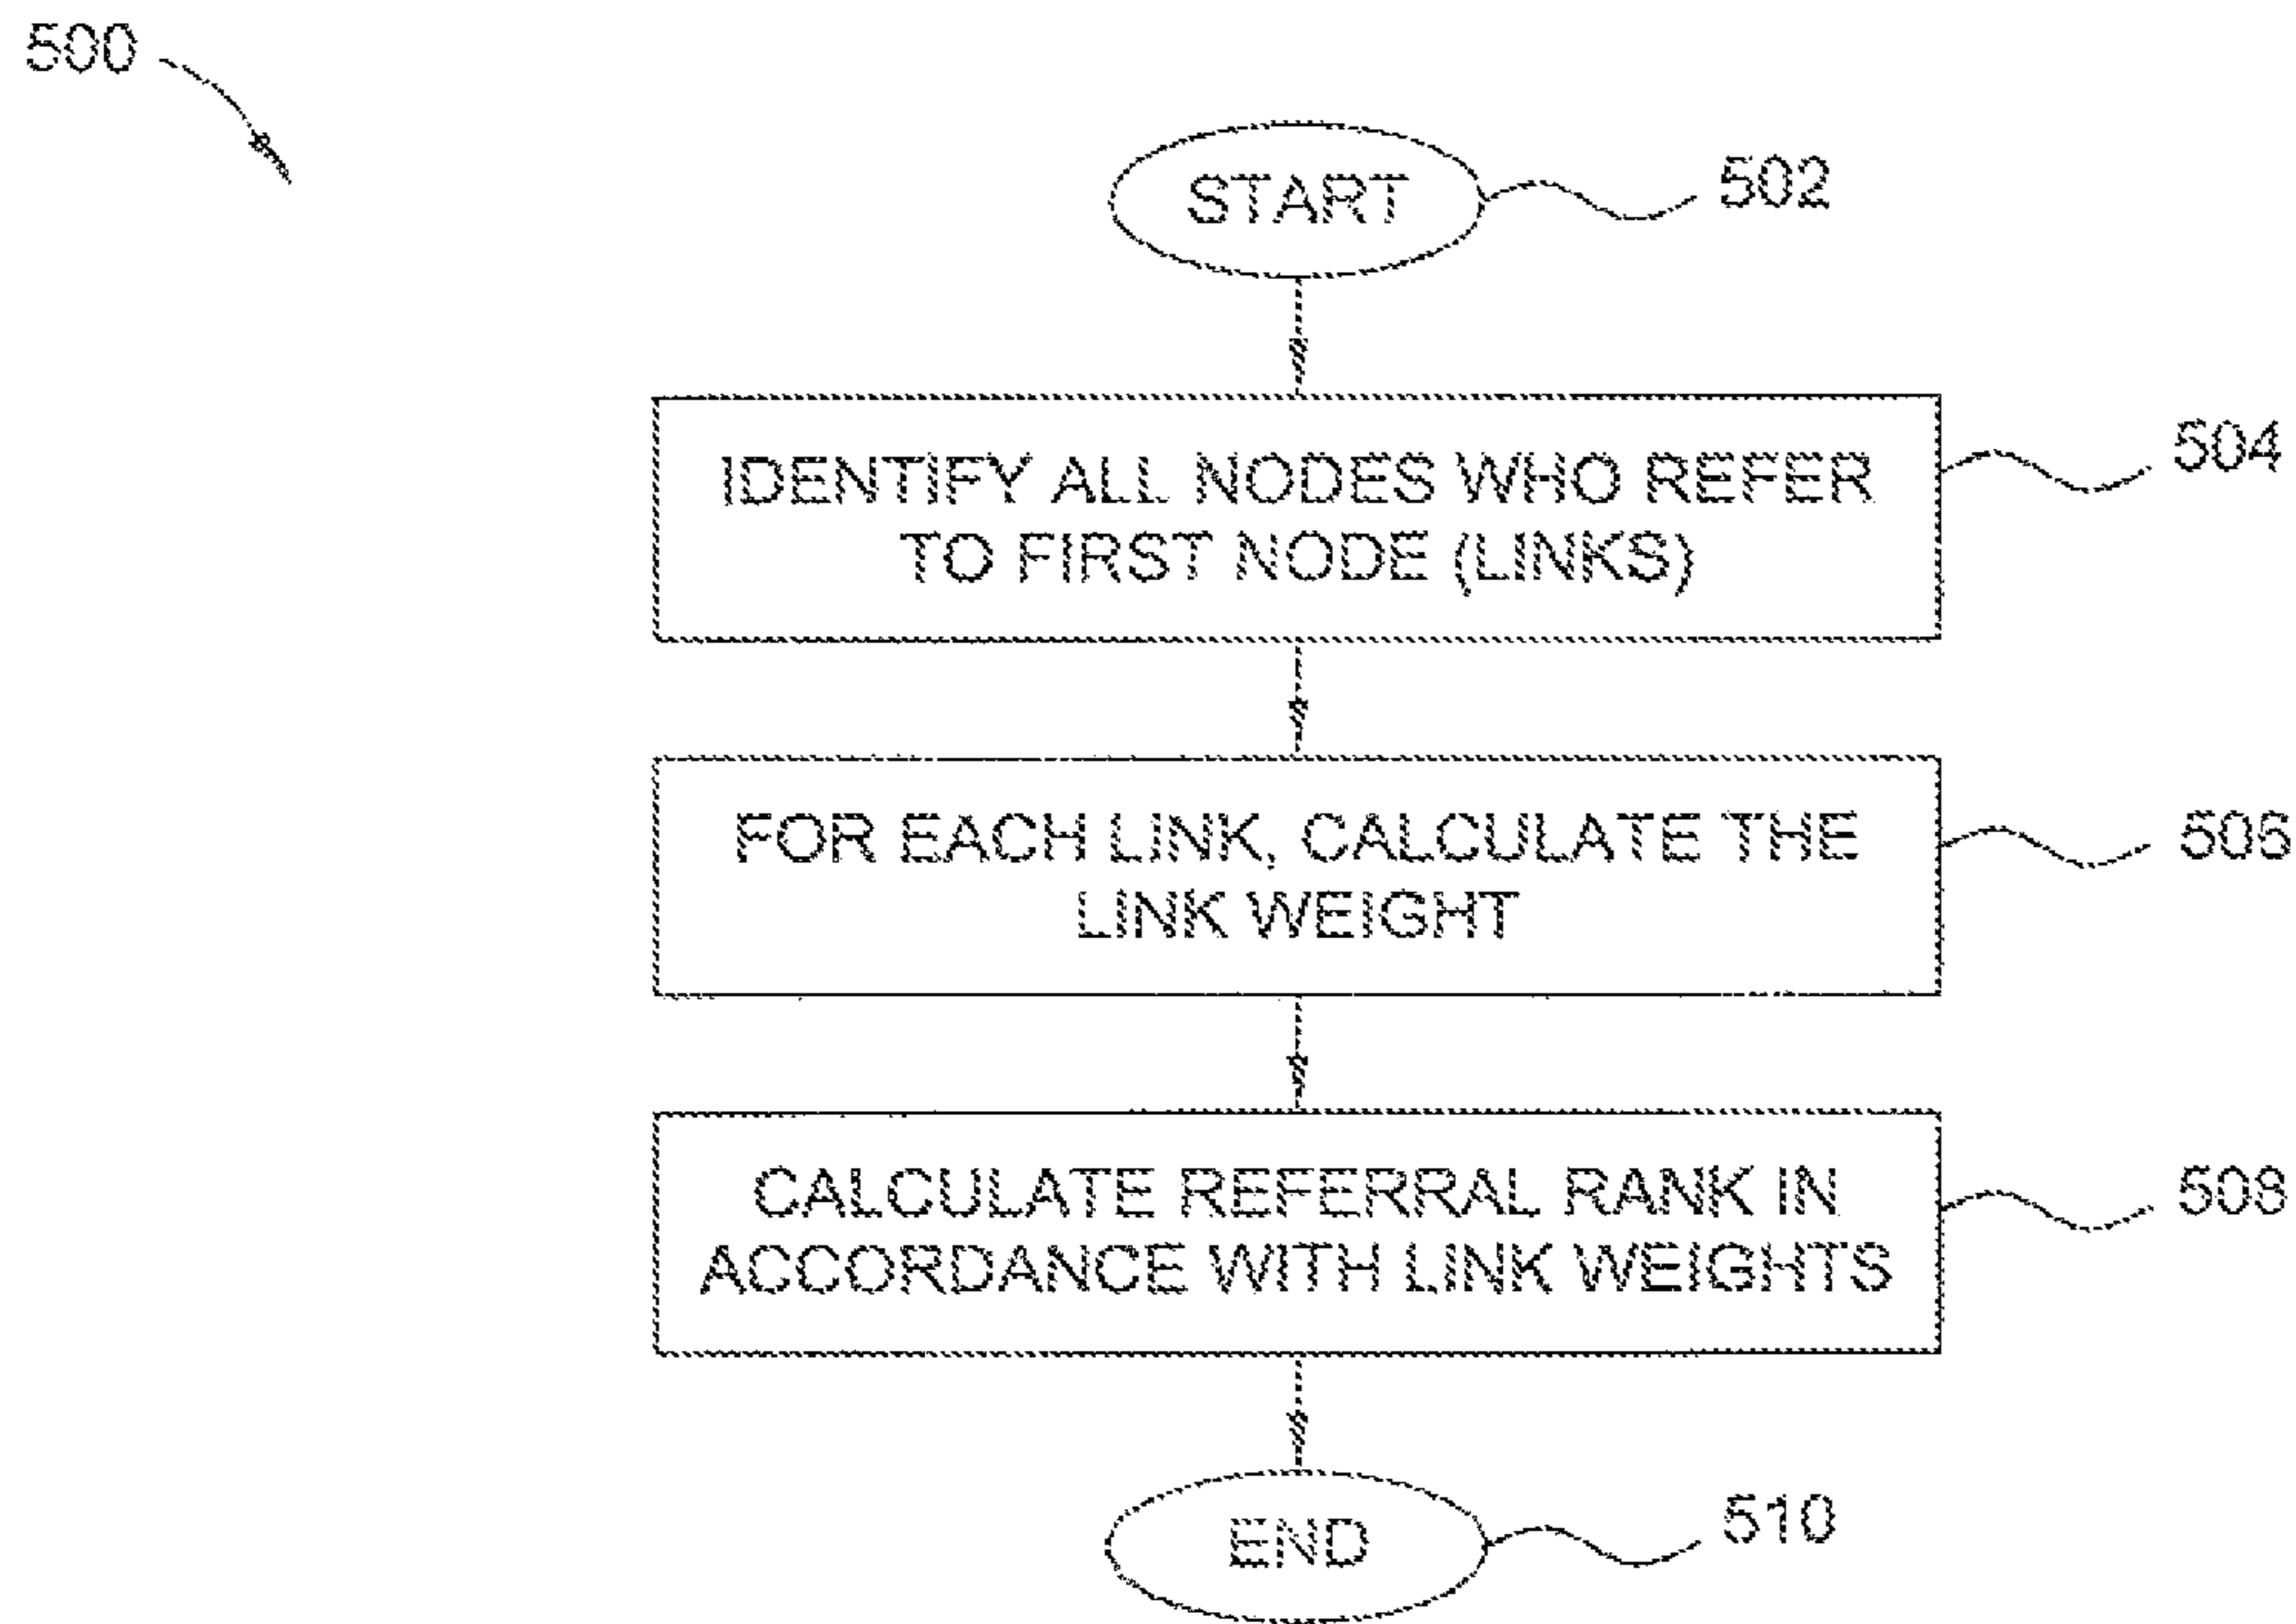 500
START
502
IDENTIFY ALL NODES WHO REFER
TO FIRST NODE (LINKS)
504
FOR EACH LINK, CALCULATE THE
LINK WEIGHT
506
CALCULATE REFERRAL RANK IN
ACCORDANCE WITH LINK WEIGHTS
508
END
510